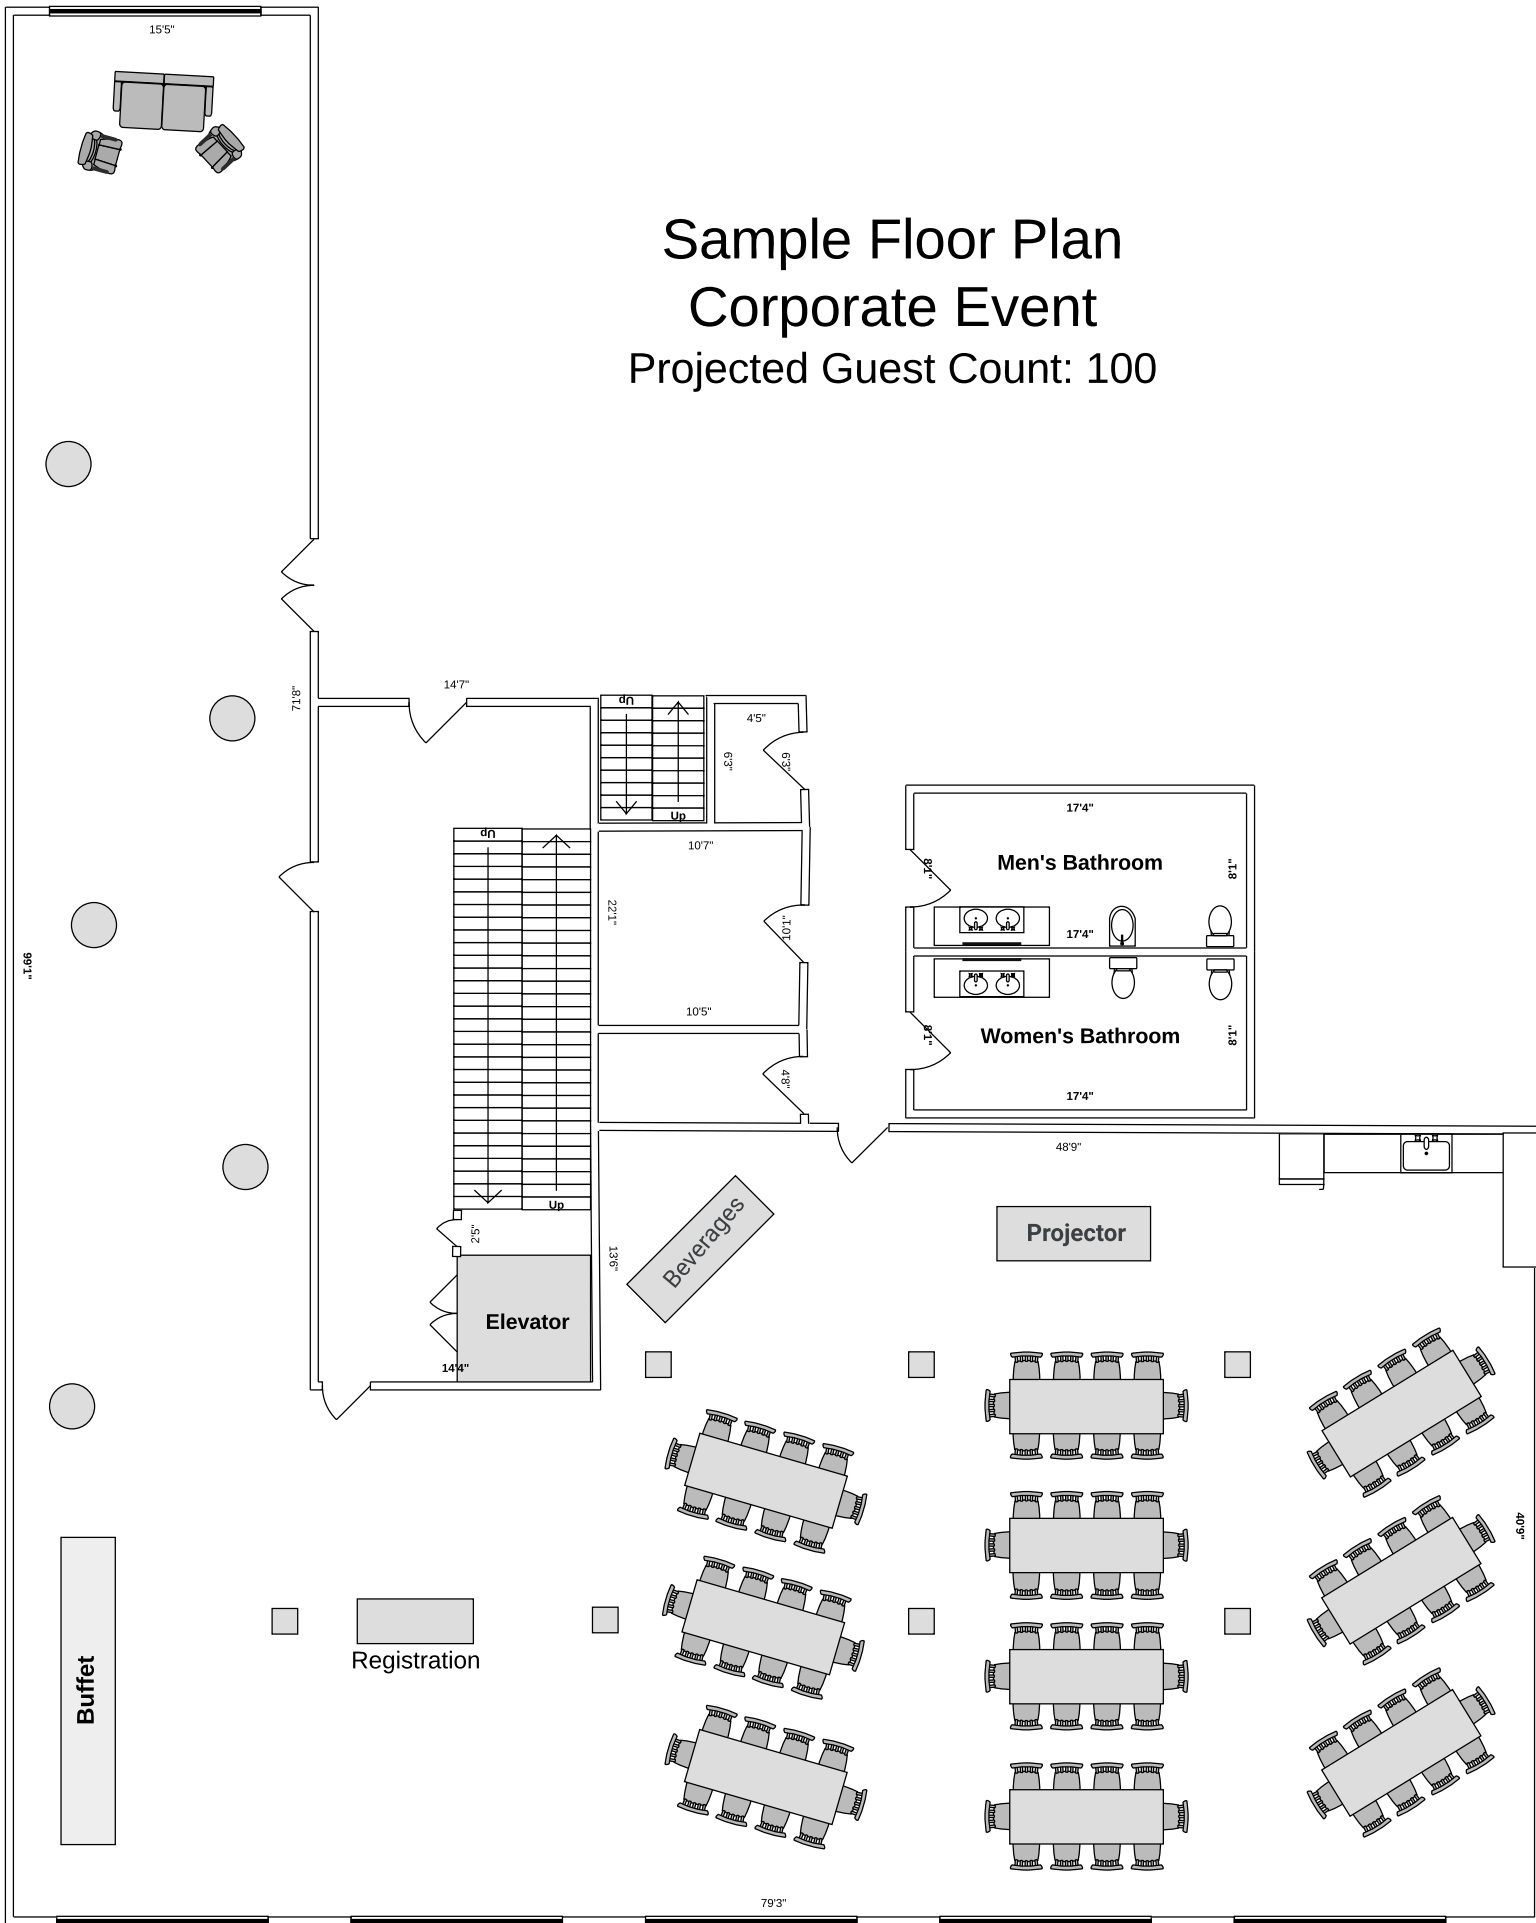 15'5"
Sample Floor Plan
Corporate Event
Projected Guest Count: 100
14'7"
71'8"
Up
4'5"
6'3"
6'3"
Up
17'4"
Up
10'7"
Men's Bathroom
8'1"
8'1"
22'1"
10'1"
17'4"
99'1"
10'5"
Women's Bathroom
8'1"
8'1"
4'8"
17'4"
48'9"
Up
2'5"
Beverages
Projector
13'6"
Elevator
14'4"
40'9"
Registration
Buffet
79'3"